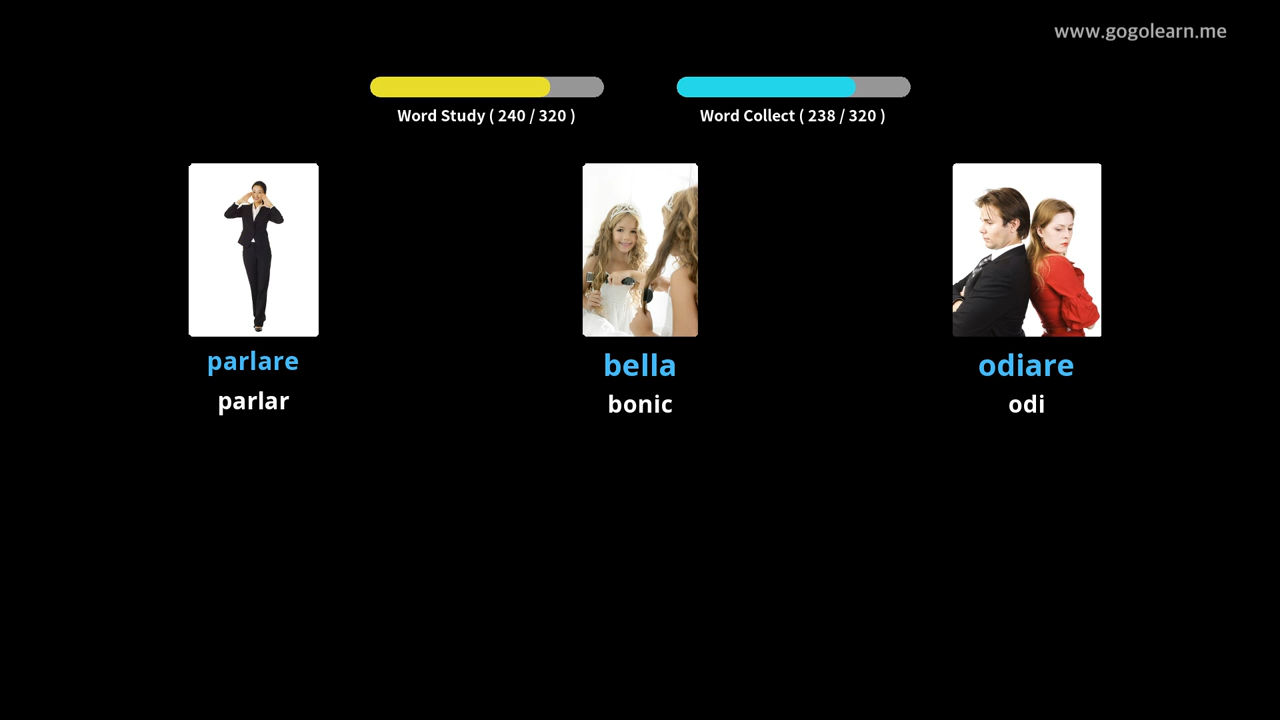 www.gogolearn.me
Word Study ( 240 / 320 )
Word Collect ( 238 / 320 )
parlare
parlar
bella
bonic
odiare
odi